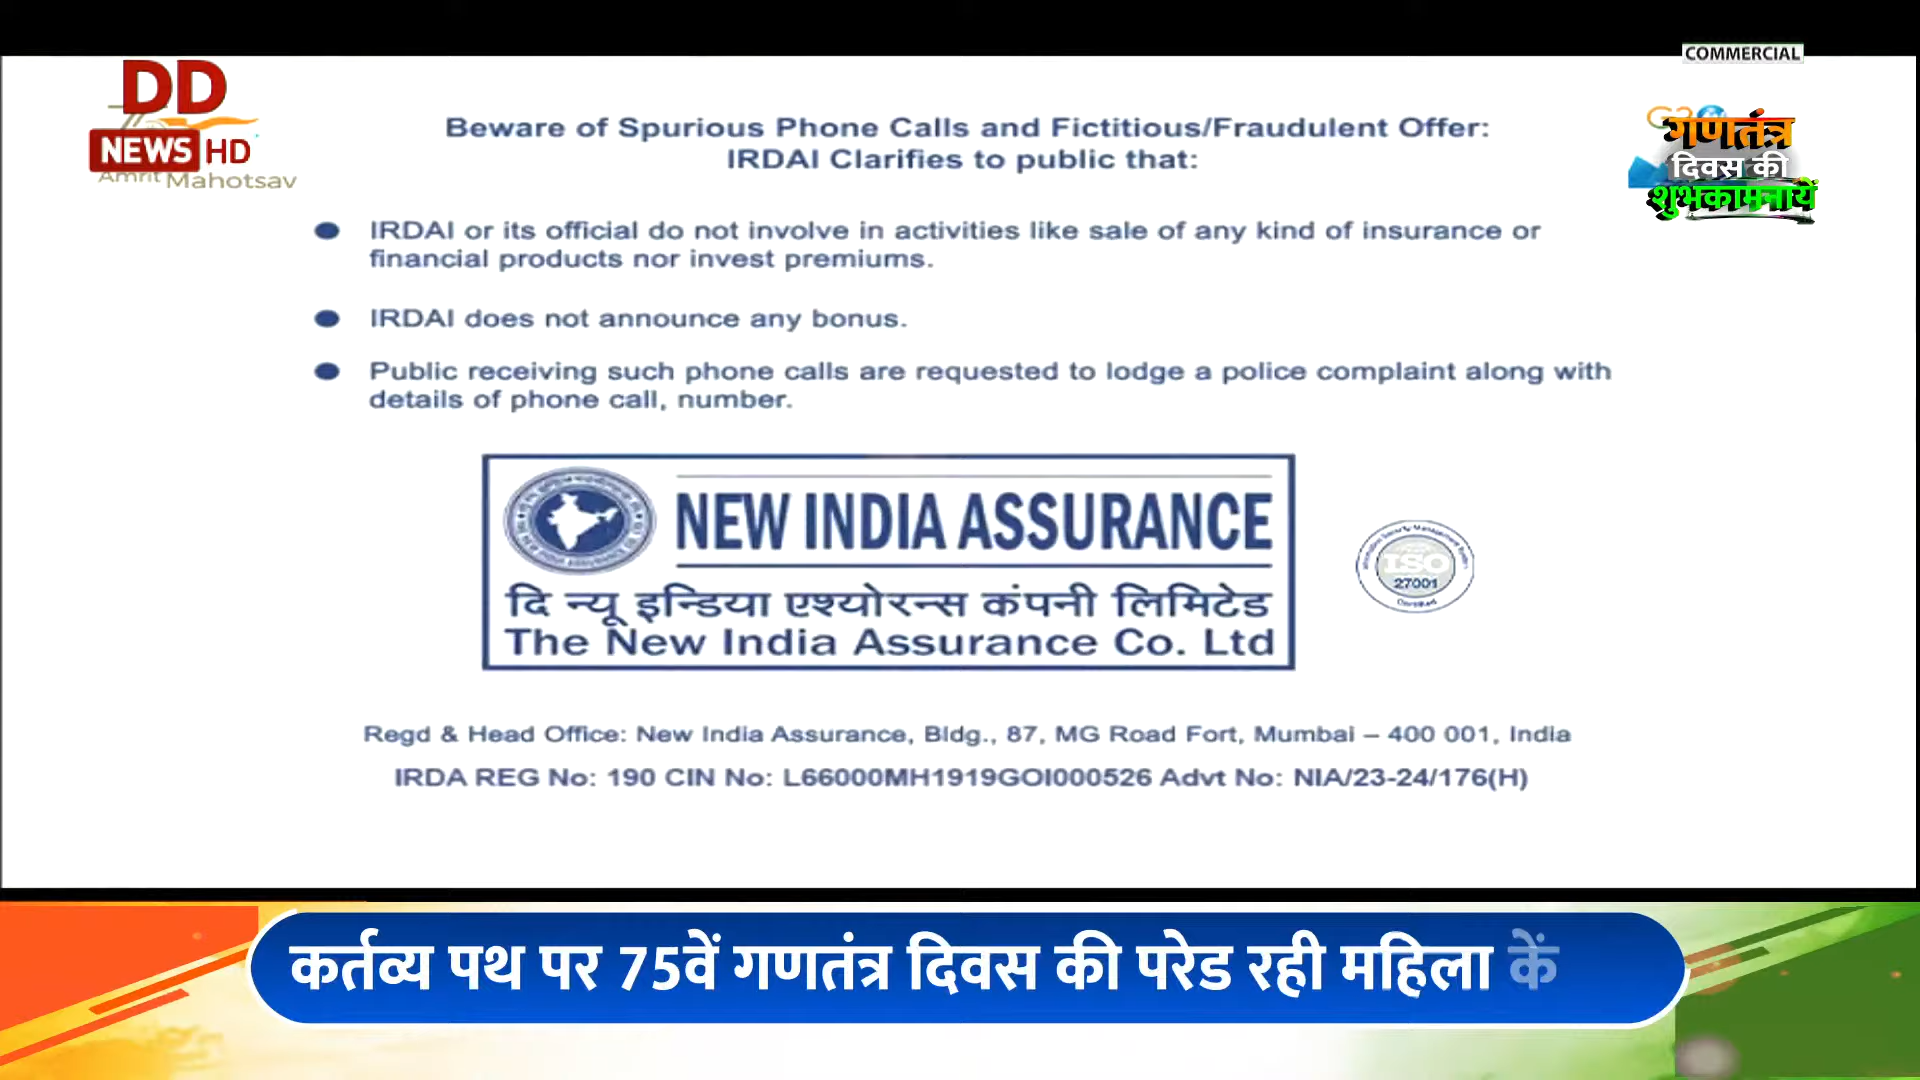 COMMERCIAL
DD
NEWS HD
Amrit Mahotsav
गणतंत्र
दिवस की
शुभकामनायें
Beware of Spurious Phone Calls and Fictitious/Fraudulent Offer:
IRDAI Clarifies to public that:
● IRDAI or its official do not involve in activities like sale of any kind of insurance or
financial products nor invest premiums.
● IRDAI does not announce any bonus.
● Public receiving such phone calls are requested to lodge a police complaint along with
details of phone call, number.
NEW INDIA ASSURANCE
दि न्यू इन्डिया एश्योरन्स कंपनी लिमिटेड
The New India Assurance Co. Ltd
ISO
27001
Certified
Regd & Head Office: New India Assurance, Bldg., 87, MG Road Fort, Mumbai – 400 001, India
IRDA REG No: 190 CIN No: L66000MH1919GOI000526 Advt No: NIA/23-24/176(H)
कर्तव्य पथ पर 75वें गणतंत्र दिवस की परेड रही महिला कें